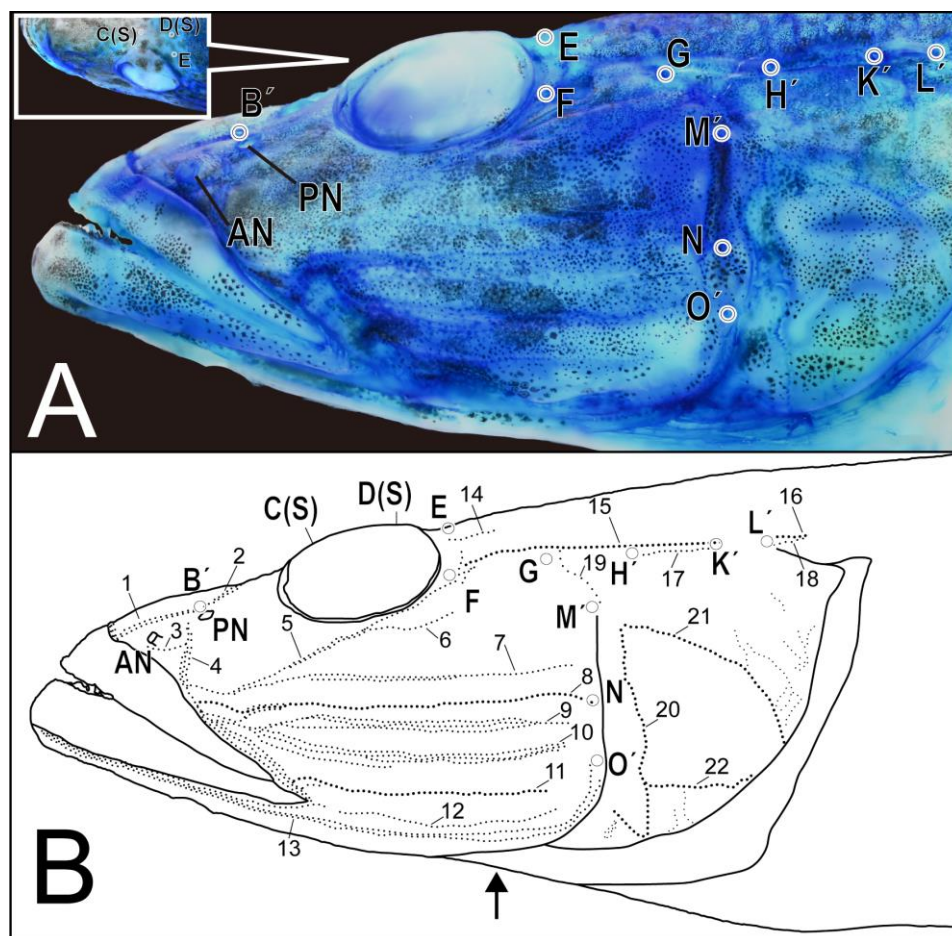 C(S) D(S)
E
B´
E
F
G
H´
K´
L´
M´
PN
AN
N
O´
A
C(S) D(S) E 14 15 16
L´
1 B´ 2
G 19 H´ 17 K´ 18
F
3 PN 5 6 M´ 21
AN 4
7
8 N
9 20
10 O´
11 22
12
13
B